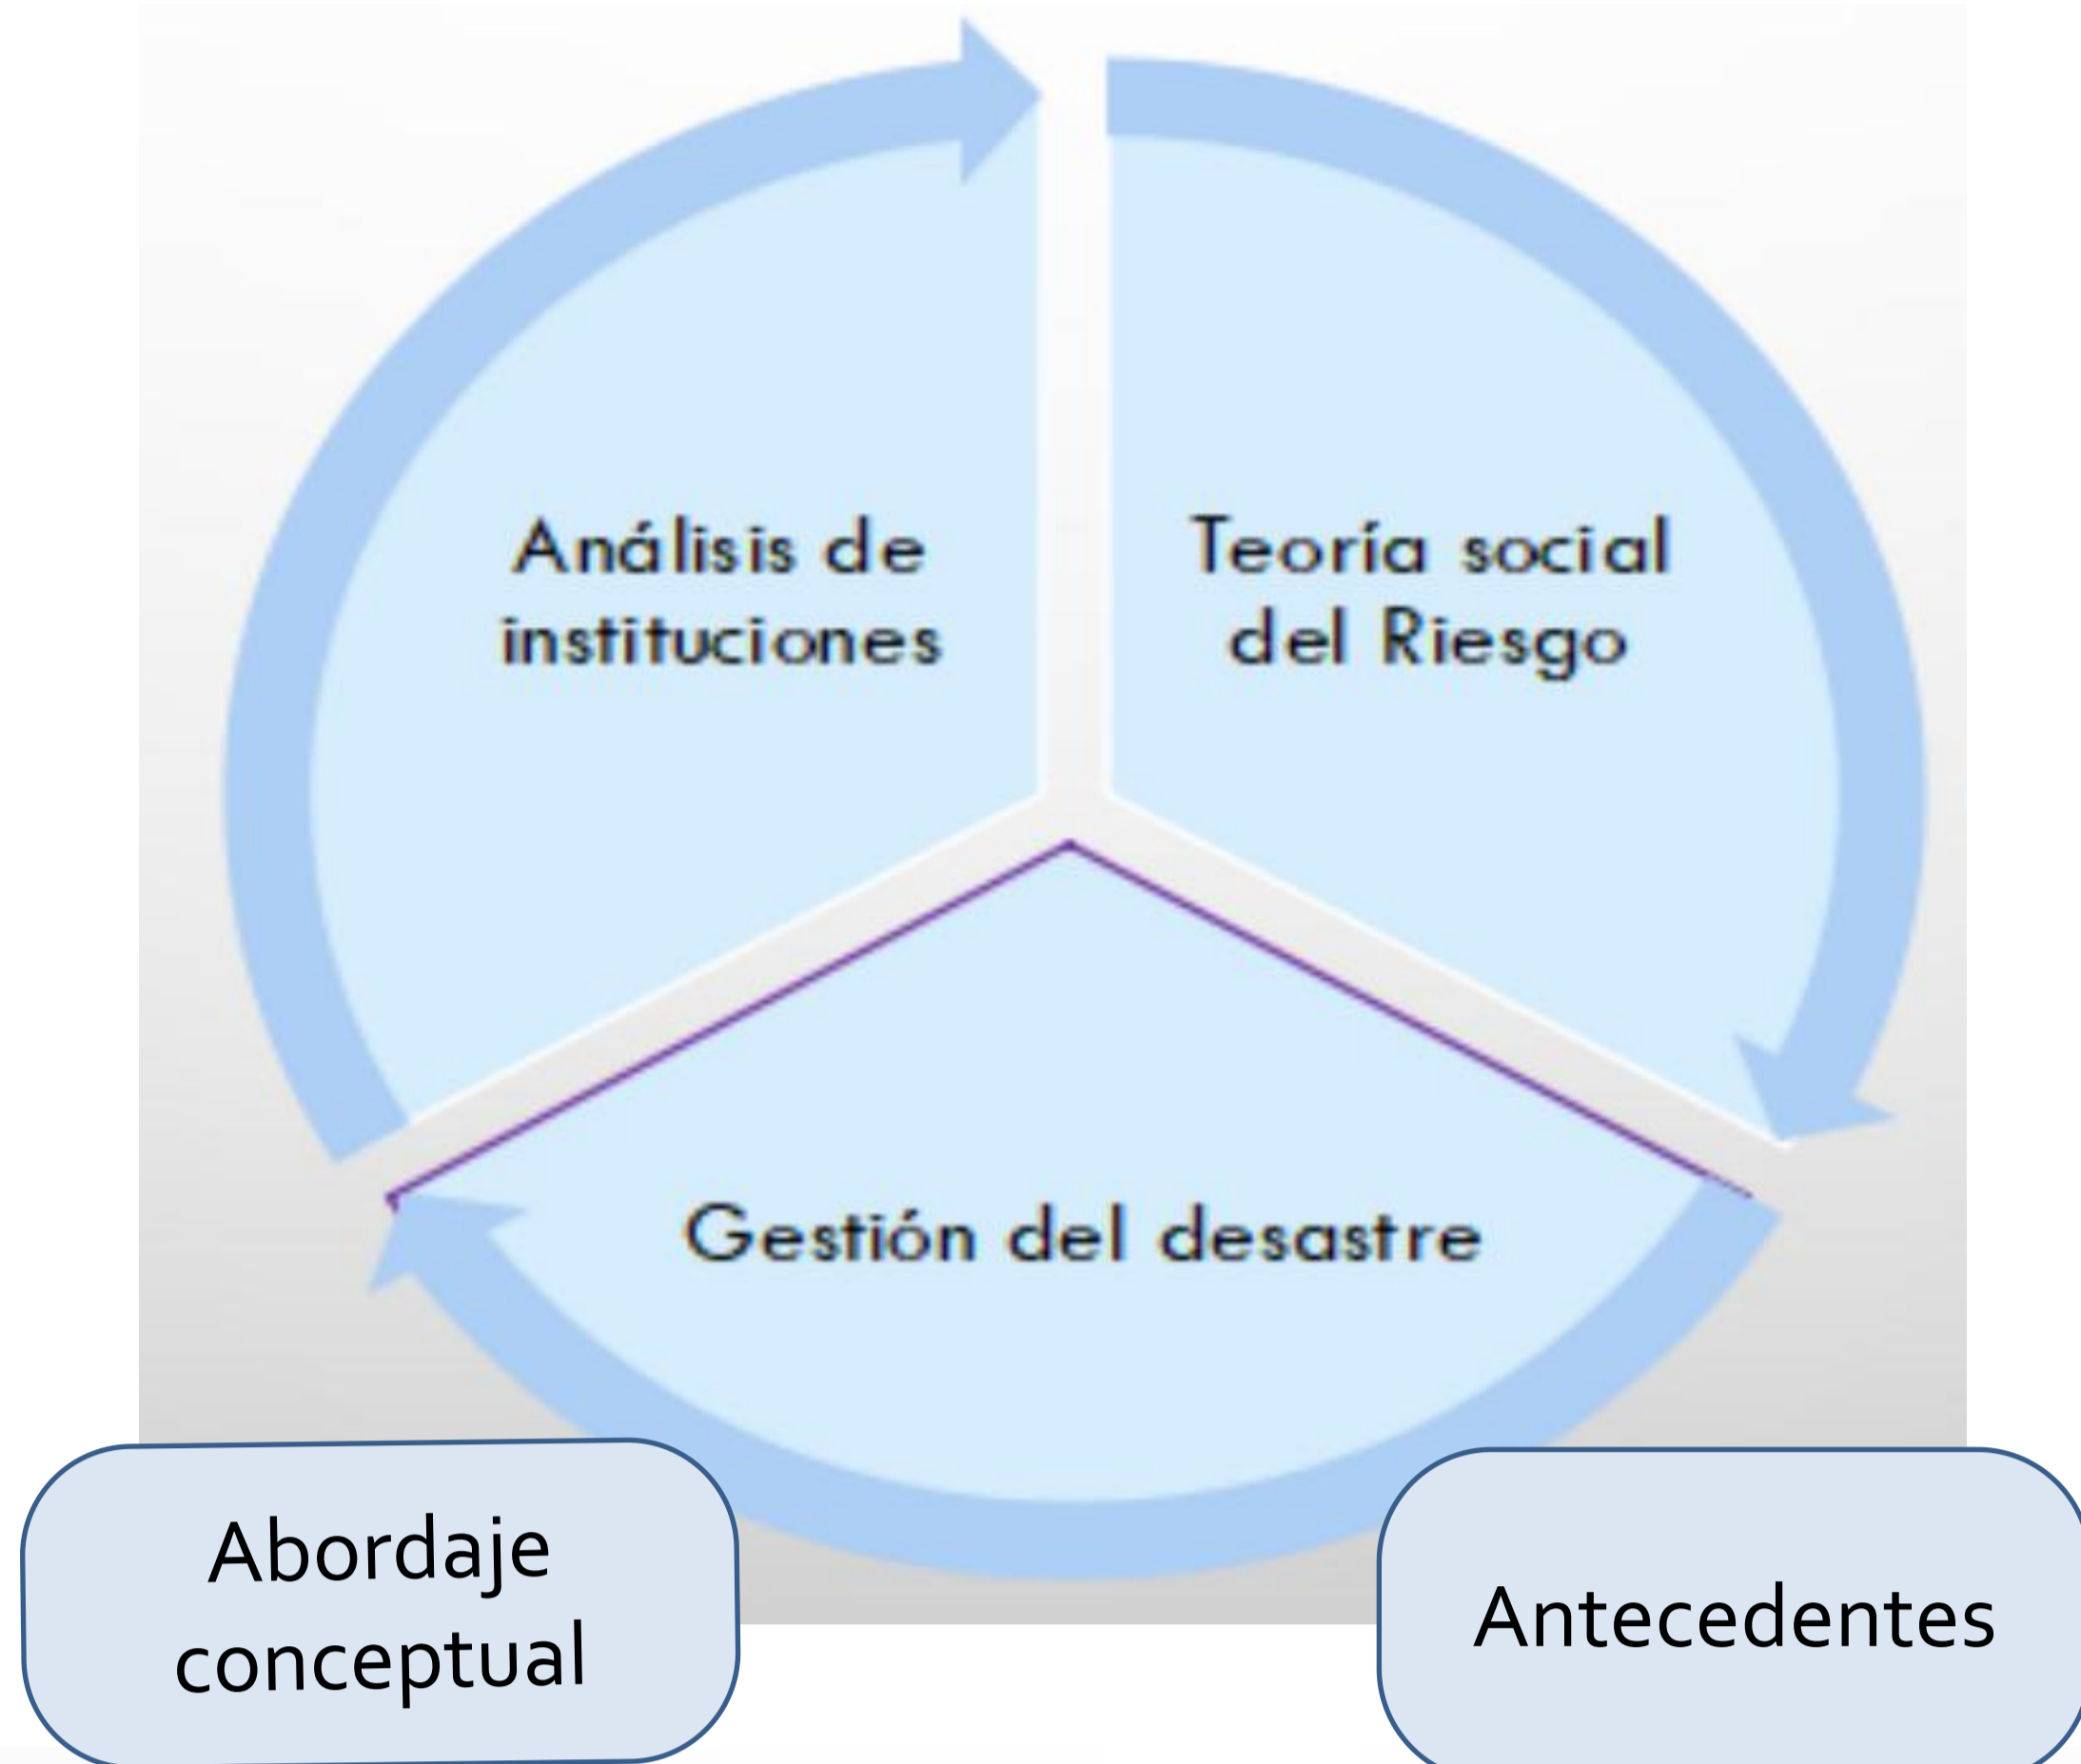 Análisis de
instituciones
Teoría social
del Riesgo
Gestión del desastre
Abordaje
conceptual
Antecedentes